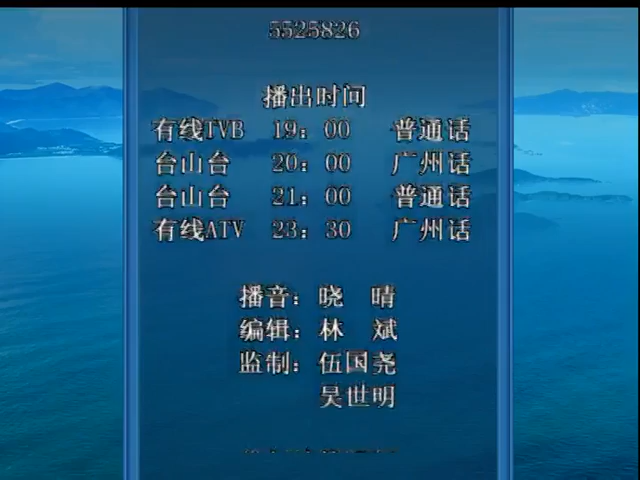 5525826
播出时间
有线TVB 19：00 普通话
台山台 20：00 广州话
台山台 21：00 普通话
有线ATV 23：30 广州话
播音：晓 晴
编辑：林 斌
监制：伍国尧
吴世明